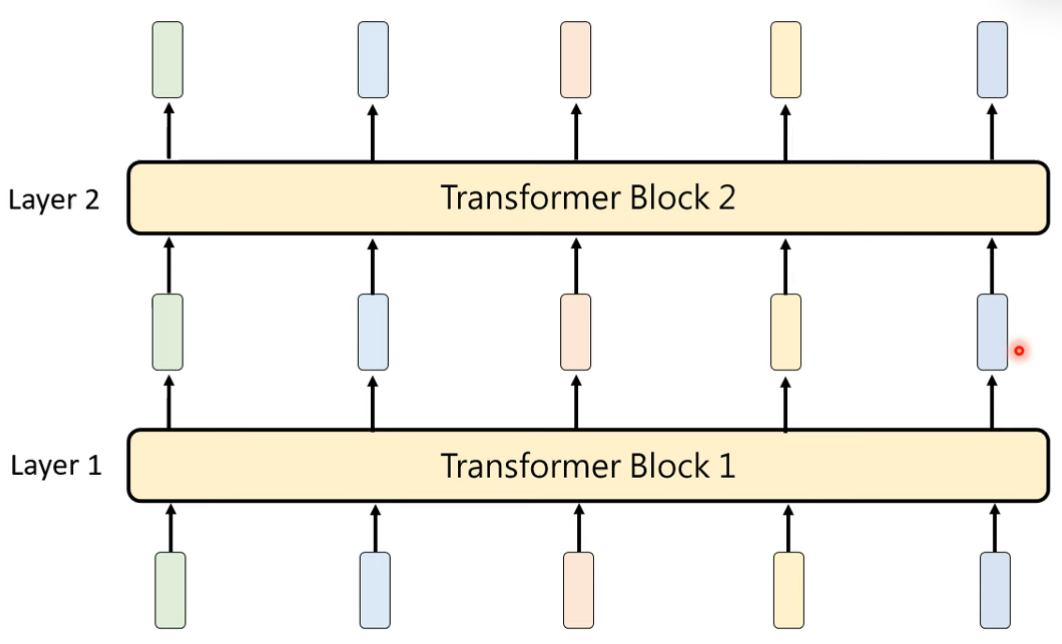 Layer 2
Transformer Block 2
Layer 1
Transformer Block 1